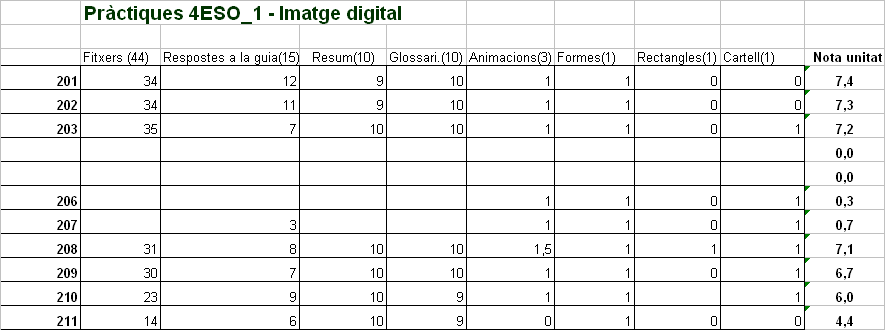 Pràctiques 4ESO_1 - Imatge digital
Fitxers (44) Respostes a la guia(15) Resum(10) Glossari.(10) Animacions(3) Formes(1) Rectangles(1) Cartell(1) Nota unitat
201 34 12 9 10 1 1 0 0 7,4
202 34 11 9 10 1 1 0 0 7,3
203 35 7 10 10 1 1 0 1 7,2
0,0
0,0
206 1 1 0 1 0,3
207 3 1 1 0 1 0,7
208 31 8 10 10 1,5 1 1 1 7,1
209 30 7 10 10 1 1 0 1 6,7
210 23 9 10 9 1 1 1 6,0
211 14 6 10 9 0 1 0 1 4,4